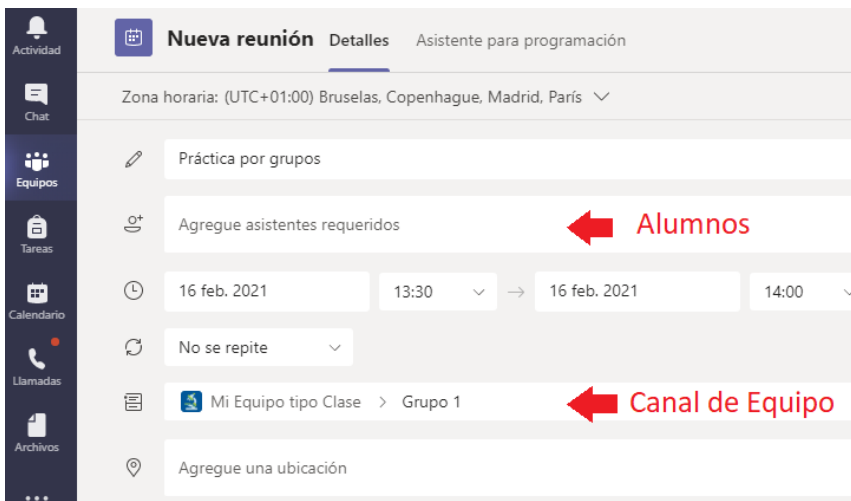 Actividad
Chat
Equipos
Tareas
Calendario
Llamadas
Archivos
Nueva reunión Detalles Asistente para programación
Zona horaria: (UTC+01:00) Bruselas, Copenhague, Madrid, París
Práctica por grupos
Agregue asistentes requeridos Alumnos
16 feb. 2021 13:30 → 16 feb. 2021 14:00
No se repite
Mi Equipo tipo Clase > Grupo 1 Canal de Equipo
Agregue una ubicación